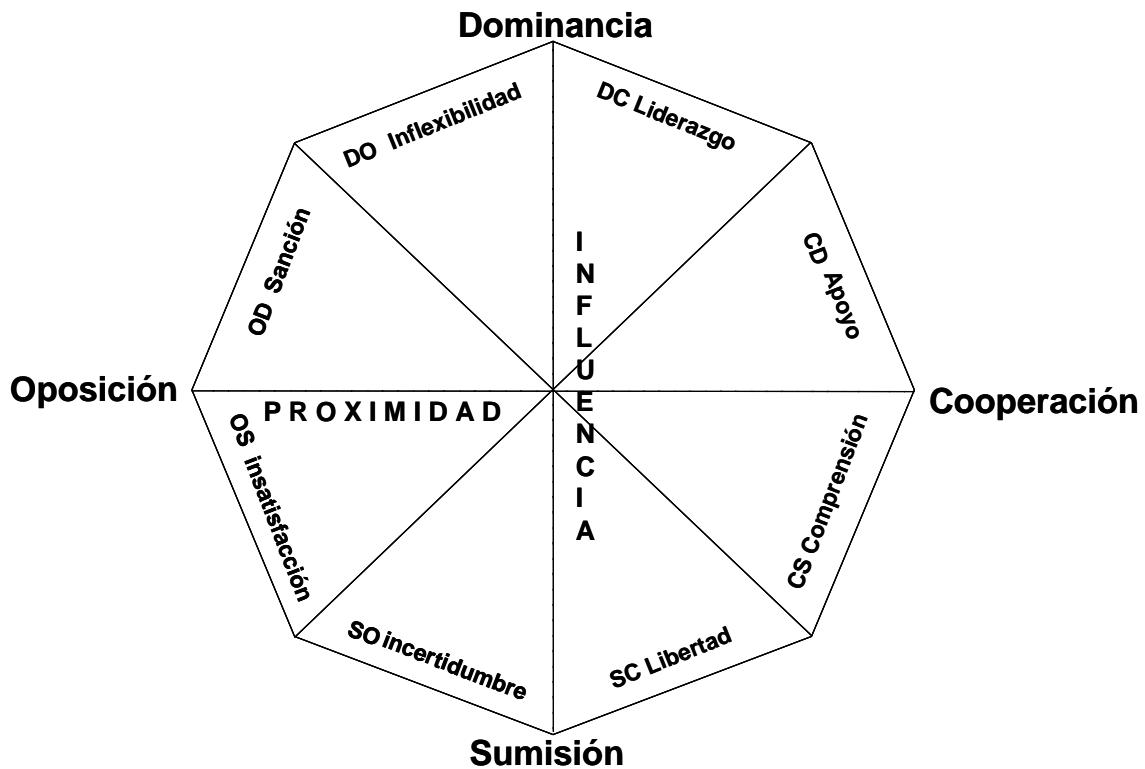 Dominancia
DO Inflexibilidad
DC Liderazgo
OD Sanción
CD Apoyo
INFLUENCIA
Oposición
PROXIMIDAD
Cooperación
OS insatisfacción
CS Comprensión
SO incertidumbre
SC Libertad
Sumisión